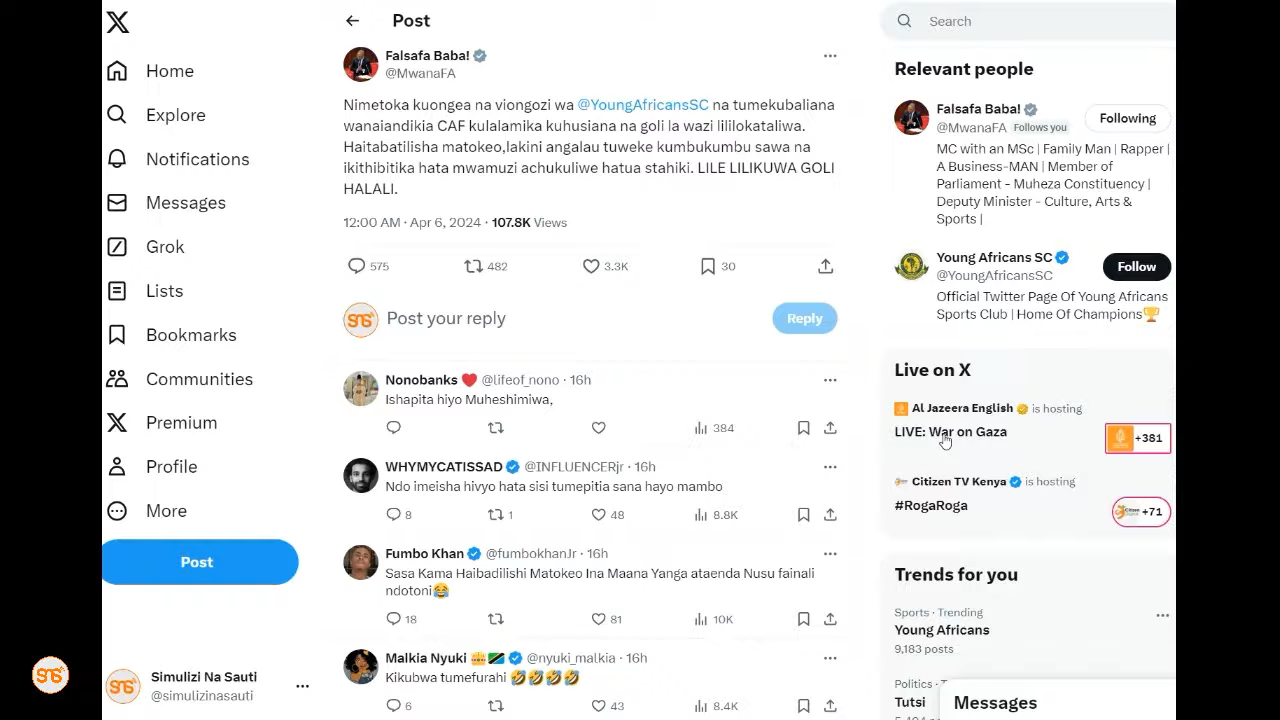 Home
Explore
Notifications
Messages
Grok
Lists
Bookmarks
Communities
Premium
Profile
More
Post
Simulizi Na Sauti
@simulizinasauti
SNS
Post
Falsafa Baba!
@MwanaFA
Nimetoka kuongea na viongozi wa @YoungAfricansSC na tumekubaliana
wanaiandikia CAF kulalamika kuhusiana na goli la wazi lililokataliwa.
Haitabatilisha matokeo,lakini angalau tuweke kumbukumbu sawa na
ikithibitika hata mwamuzi achukuliwe hatua stahiki. LILE LILIKUWA GOLI
HALALI.
12:00 AM · Apr 6, 2024 · 107.8K Views
575 482 3.3K 30
SNS Post your reply Reply
Nonobanks ❤️ @lifeof_nono · 16h
Ishapita hiyo Muheshimiwa,
384
WHYMYCATISSAD @INFLUENCERjr · 16h
Ndo imeisha hivyo hata sisi tumepitia sana hayo mambo
8 1 48 8.8K
Fumbo Khan @fumbokhanJr · 16h
Sasa Kama Haibadilishi Matokeo Ina Maana Yanga ataenda Nusu fainali
ndotoni😂
18 81 10K
Malkia Nyuki 👑🇹🇿 @nyuki_malkia · 16h
Kikubwa tumefurahi 🤣🤣🤣🤣
6 43 8.4K
Search
Relevant people
Falsafa Baba!
@MwanaFA Follows you
Following
MC with an MSc | Family Man | Rapper |
A Business-MAN | Member of
Parliament - Muheza Constituency |
Deputy Minister - Culture, Arts &
Sports |
Young Africans SC
@YoungAfricansSC
Follow
Official Twitter Page Of Young Africans
Sports Club | Home Of Champions🏆
Live on X
Al Jazeera English is hosting
LIVE: War on Gaza
+381
Citizen TV Kenya is hosting
#RogaRoga
+71
Trends for you
Sports · Trending
Young Africans
9,183 posts
Politics ·
Tutsi
Messages